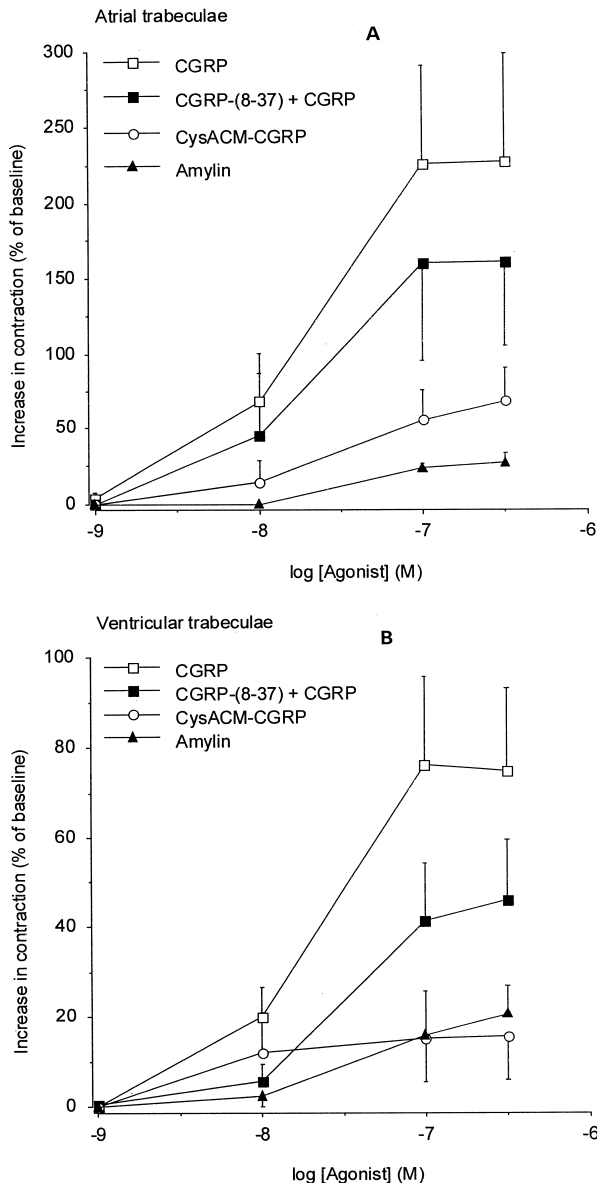 Atrial trabeculae
A
300
250
200
150
100
50
0
CGRP
CGRP-(8-37) + CGRP
CysACM-CGRP
Amylin
Increase in contraction (% of baseline)
-9
-8
-7
-6
log [Agonist] (M)
Ventricular trabeculae
B
100
80
60
40
20
0
CGRP
CGRP-(8-37) + CGRP
CysACM-CGRP
Amylin
Increase in contraction (% of baseline)
-9
-8
-7
-6
log [Agonist] (M)